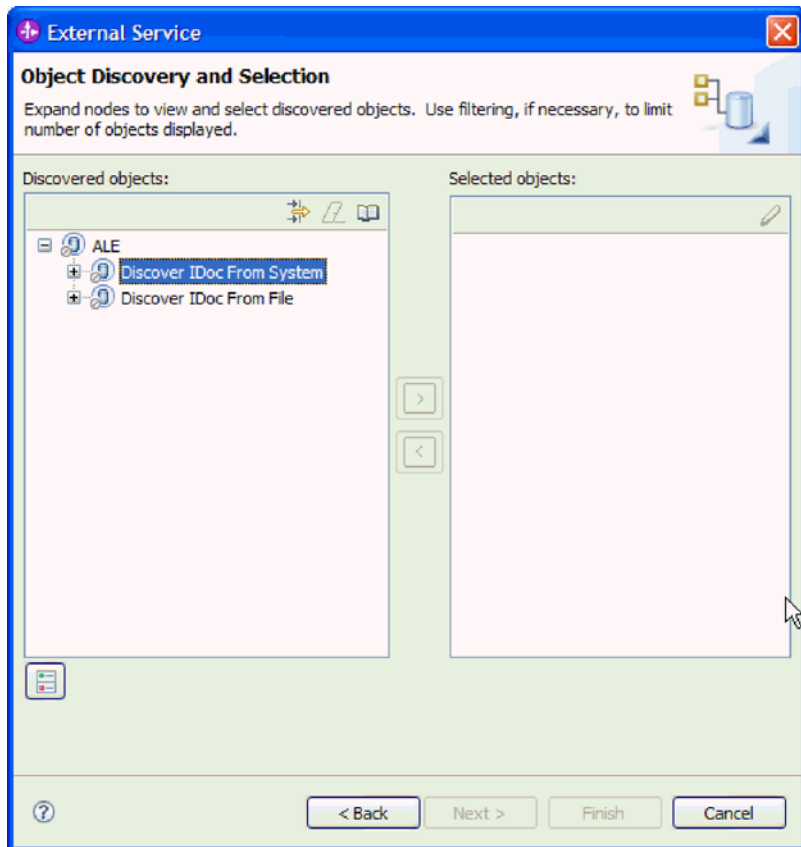 External Service
Object Discovery and Selection
Expand nodes to view and select discovered objects. Use filtering, if necessary, to limit
number of objects displayed.
Discovered objects:
Selected objects:
ALE
Discover IDoc From System
Discover IDoc From File
>
<
?
< Back
Next >
Finish
Cancel